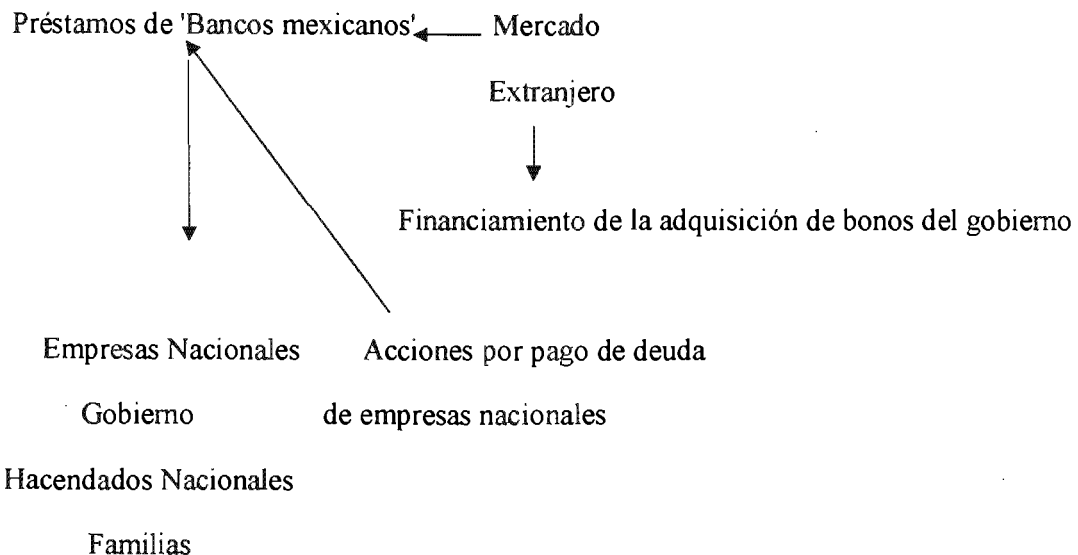 Préstamos de 'Bancos mexicanos' Mercado
Extranjero
Financiamiento de la adquisición de bonos del gobierno
Empresas Nacionales Acciones por pago de deuda
Gobierno de empresas nacionales
Hacendados Nacionales
Familias